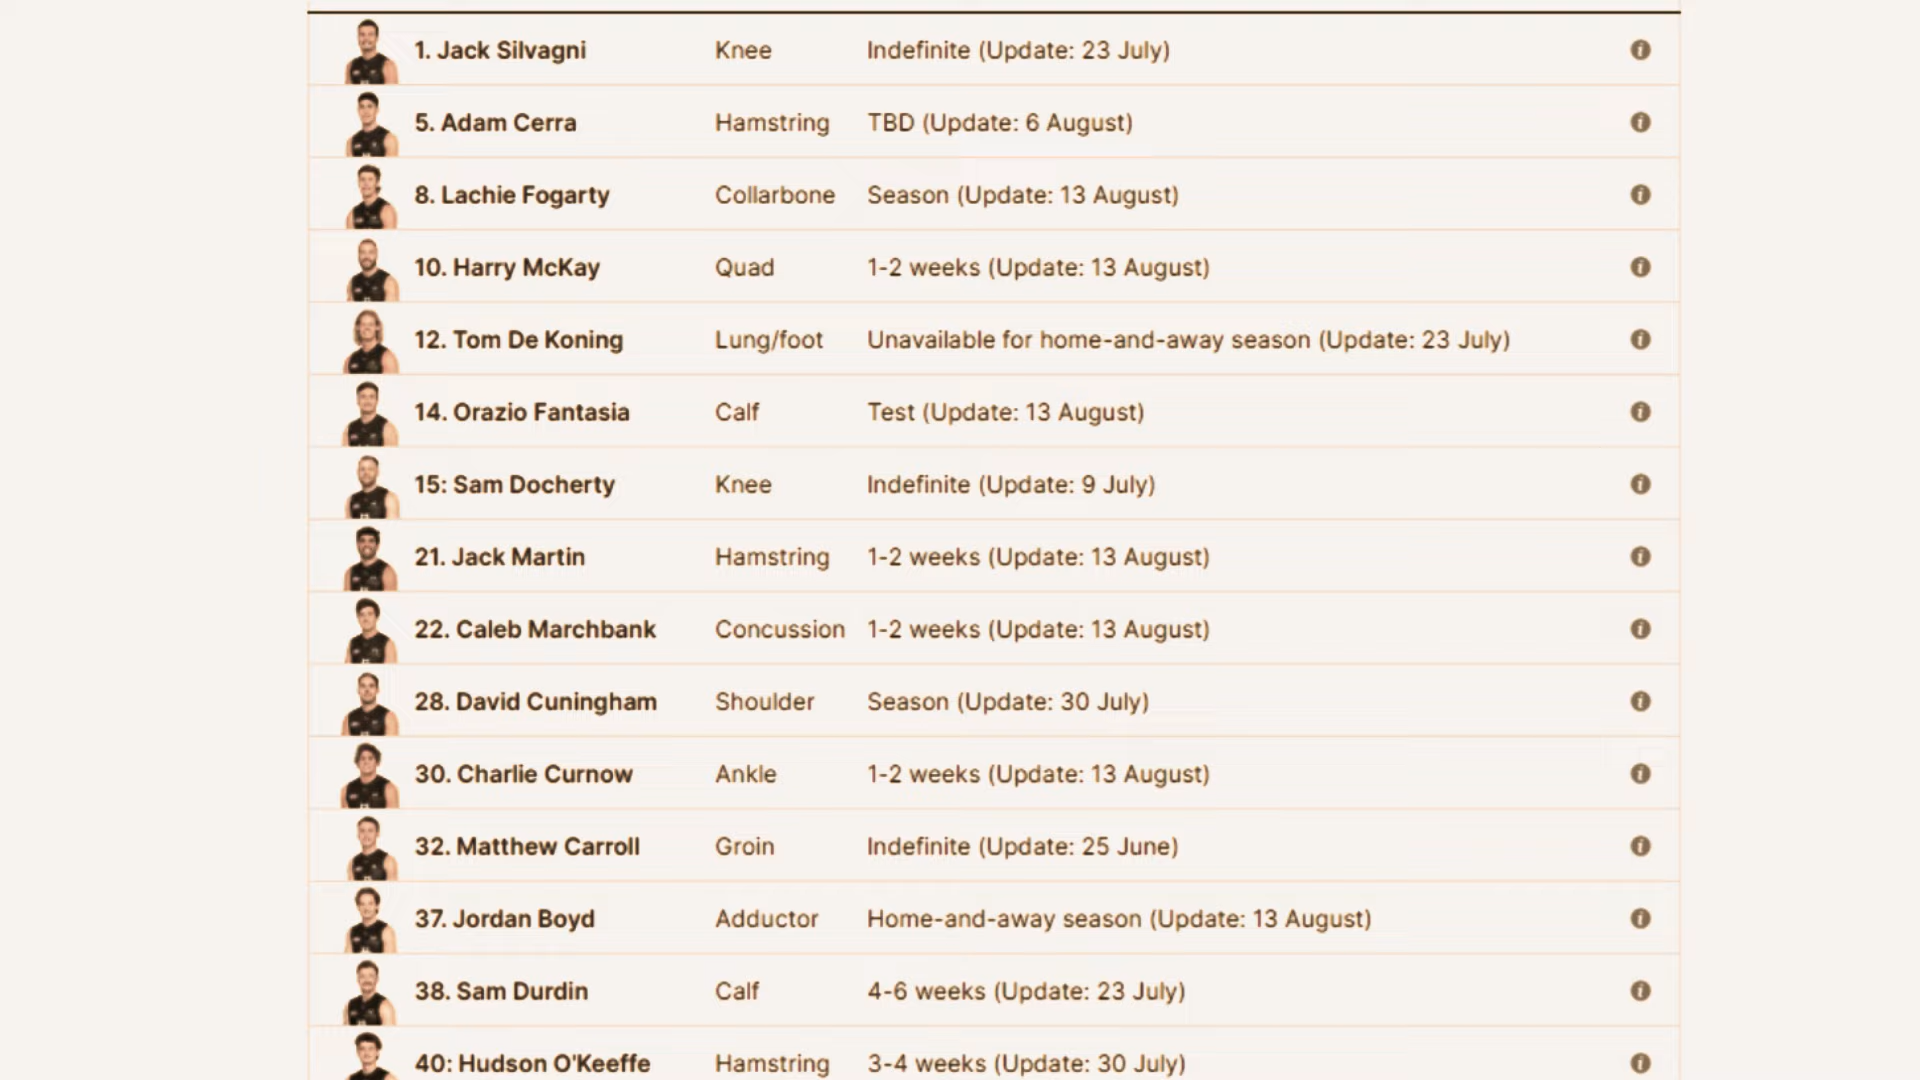 1. Jack Silvagni Knee Indefinite (Update: 23 July)
5. Adam Cerra Hamstring TBD (Update: 6 August)
8. Lachie Fogarty Collarbone Season (Update: 13 August)
10. Harry McKay Quad 1-2 weeks (Update: 13 August)
12. Tom De Koning Lung/foot Unavailable for home-and-away season (Update: 23 July)
14. Orazio Fantasia Calf Test (Update: 13 August)
15: Sam Docherty Knee Indefinite (Update: 9 July)
21. Jack Martin Hamstring 1-2 weeks (Update: 13 August)
22. Caleb Marchbank Concussion 1-2 weeks (Update: 13 August)
28. David Cuningham Shoulder Season (Update: 30 July)
30. Charlie Curnow Ankle 1-2 weeks (Update: 13 August)
32. Matthew Carroll Groin Indefinite (Update: 25 June)
37. Jordan Boyd Adductor Home-and-away season (Update: 13 August)
38. Sam Durdin Calf 4-6 weeks (Update: 23 July)
40: Hudson O'Keeffe Hamstring 3-4 weeks (Update: 30 July)